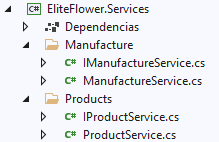 C# EliteFlower.Services
Dependencias
Manufacture
C# IManufactureService.cs
C# ManufactureService.cs
Products
C# IProductService.cs
C# ProductService.cs